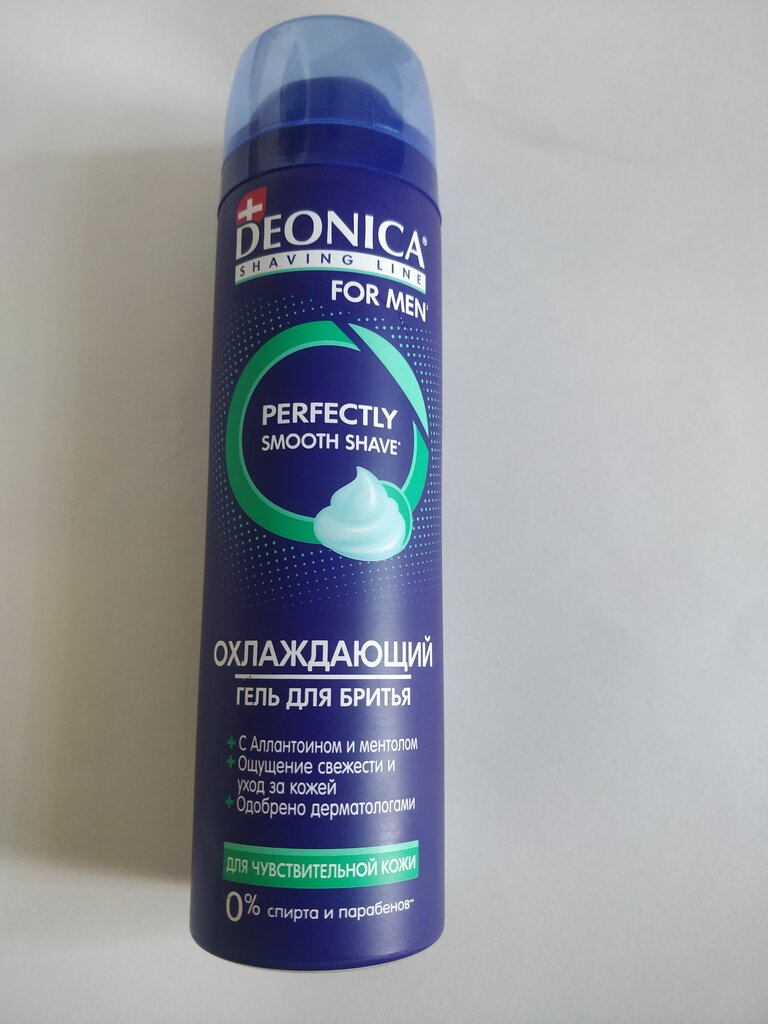 DEONICA®
SHAVING LINE
FOR MEN
PERFECTLY
SMOOTH SHAVE*
ОХЛАЖДАЮЩИЙ
ГЕЛЬ ДЛЯ БРИТЬЯ
+ С Аллантоином и ментолом
+ Ощущение свежести и
уход за кожей
+ Одобрено дерматологами
ДЛЯ ЧУВСТВИТЕЛЬНОЙ КОЖИ
0% спирта и парабенов**